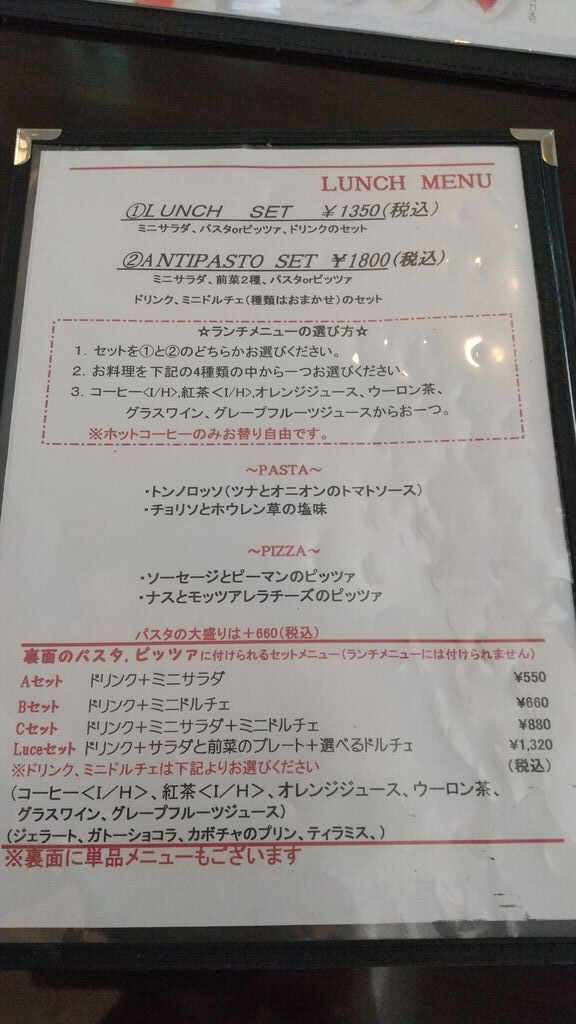 LUNCH MENU
①LUNCH SET ￥1350(税込)
ミニサラダ、パスタorピッツァ、ドリンクのセット
②ANTIPASTO SET ￥1800(税込)
ミニサラダ、前菜2種、パスタorピッツァ
ドリンク、ミニドルチェ(種類はおまかせ)のセット
☆ランチメニューの選び方☆
1. セットを①と②のどちらかお選びください。
2. お料理を下記の4種類の中から一つお選びください。
3. コーヒー<I/H>,紅茶<I/H>,オレンジジュース、ウーロン茶、
グラスワイン、グレープフルーツジュースからお一つ。
※ホットコーヒーのみお替り自由です。
～PASTA～
・トンノロッソ(ツナとオニオンのトマトソース)
・チョリソとホウレン草の塩味
～PIZZA～
・ソーセージとピーマンのピッツァ
・ナスとモッツアレラチーズのピッツァ
パスタの大盛りは＋660(税込)
裏面のパスタ,ピッツァに付けられるセットメニュー(ランチメニューには付けられません)
Aセット ドリンク＋ミニサラダ ¥550
Bセット ドリンク＋ミニドルチェ ¥660
Cセット ドリンク＋ミニサラダ＋ミニドルチェ ¥880
Luceセット ドリンク＋サラダと前菜のプレート＋選べるドルチェ ¥1,320
※ドリンク、ミニドルチェは下記よりお選びください (税込)
(コーヒー<I/H>、紅茶<I/H>、オレンジジュース、ウーロン茶、
グラスワイン、グレープフルーツジュース)
(ジェラート、ガトーショコラ、カボチャのプリン、ティラミス、)
※裏面に単品メニューもございます